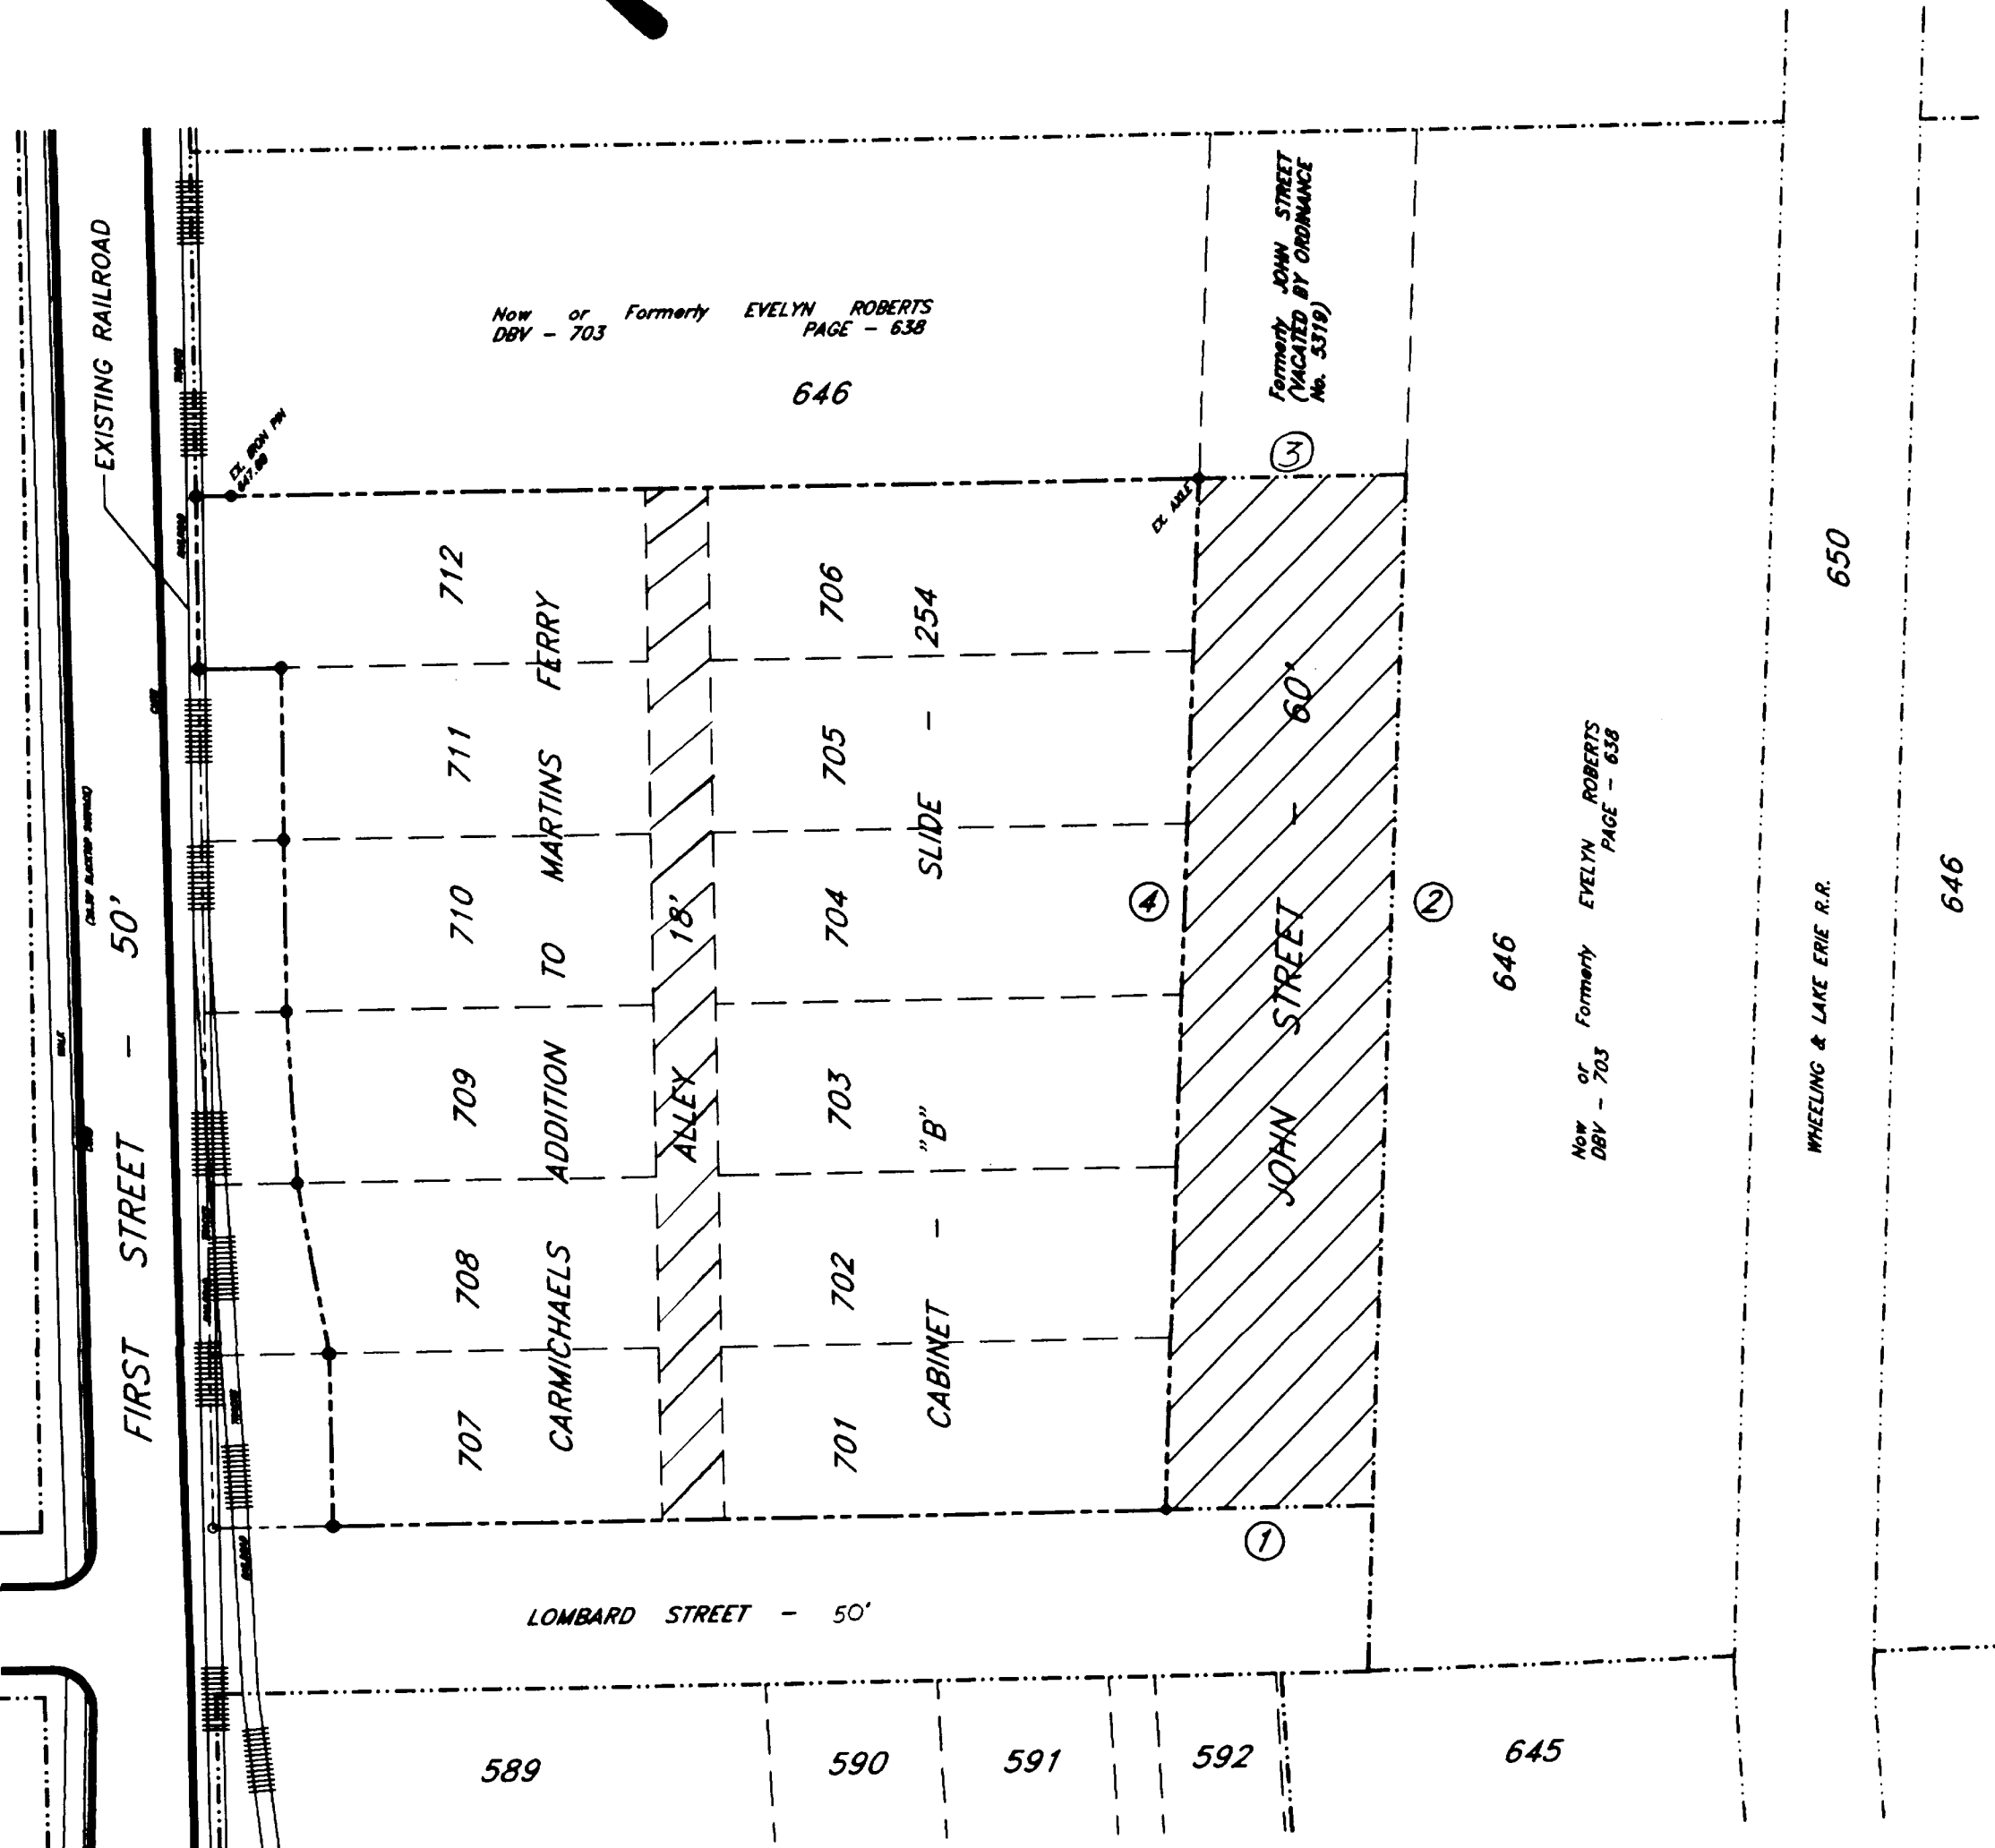 EXISTING RAILROAD
Now or Formerly EVELYN ROBERTS
DBV - 703 PAGE - 638
646
Formerly JOHN STREET
(VACATED BY ORDINANCE
No. 5319)
3
EX. IRON PIN
EX. AXLE
712
711
710
709
708
707
CARMICHAELS ADDITION TO MARTINS FERRY
ALLEY 18'
706
705
704
703
702
701
CABINET - "B" SLIDE - 254
4
JOHN STREET - 60'
2
646
Now or Formerly EVELYN ROBERTS
DBV - 703 PAGE - 638
650
WHEELING & LAKE ERIE R.R.
646
FIRST STREET - 50'
WALK
1
LOMBARD STREET - 50'
589
590
591
592
645